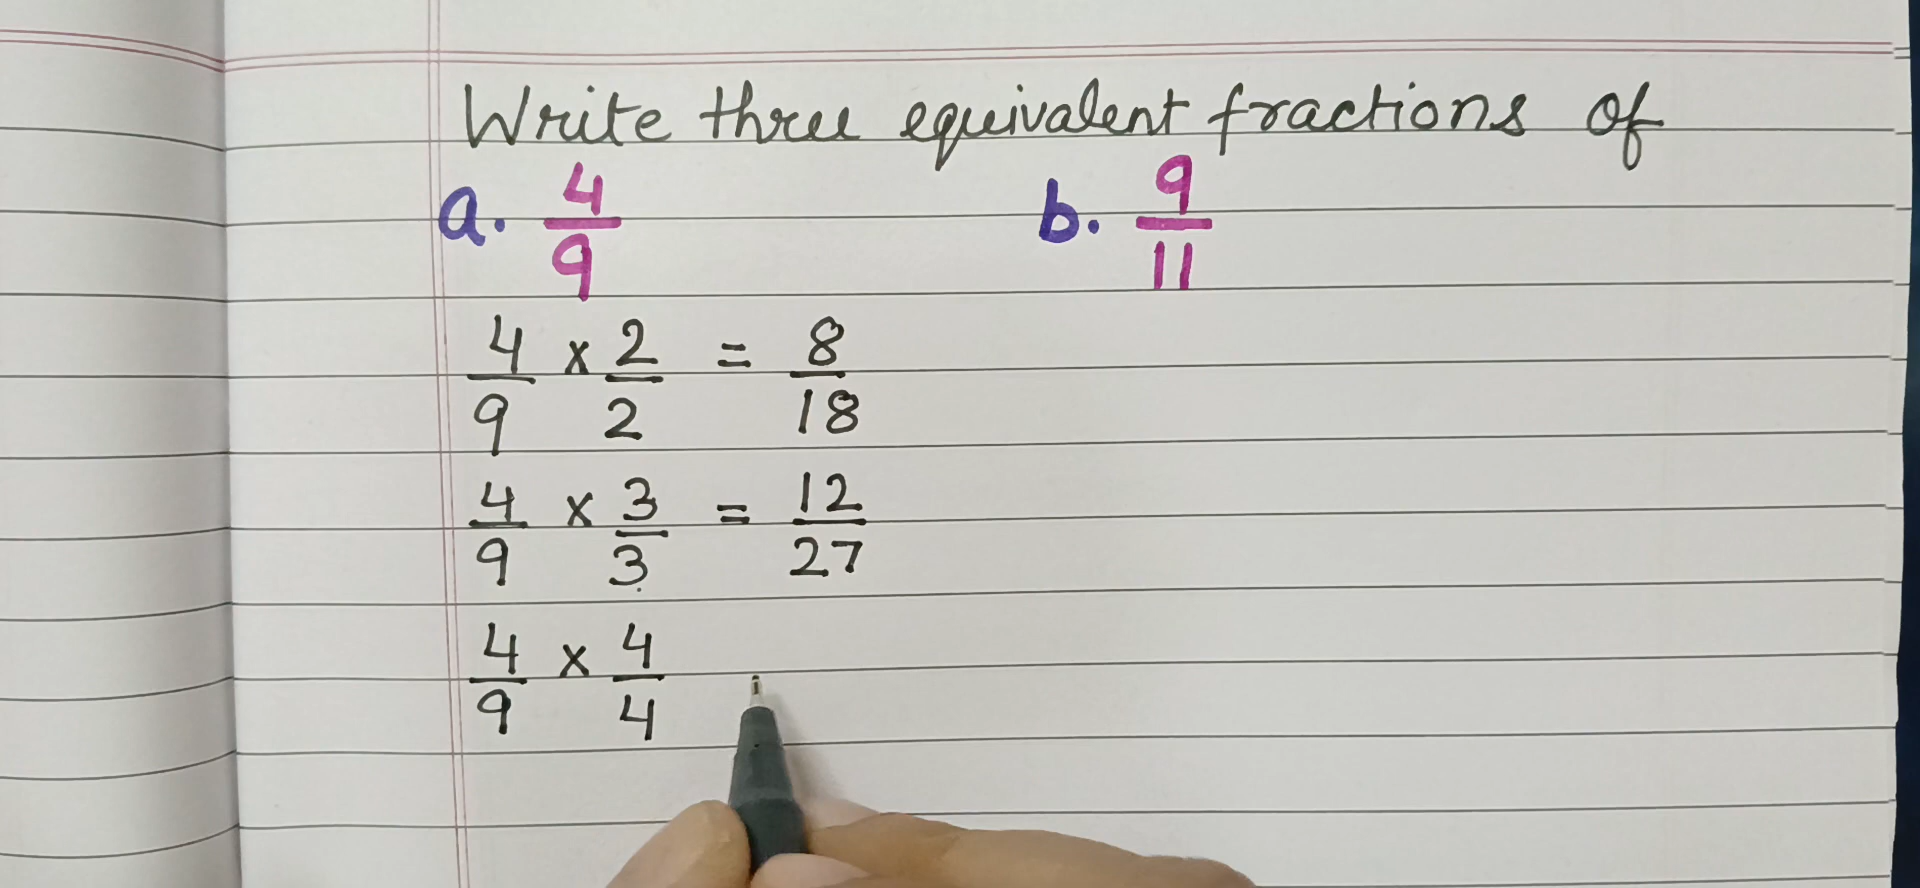 Write three equivalent fractions of
a. 4/9 b. 9/11
4/9 × 2/2 = 8/18
4/9 × 3/3 = 12/27
4/9 × 4/4